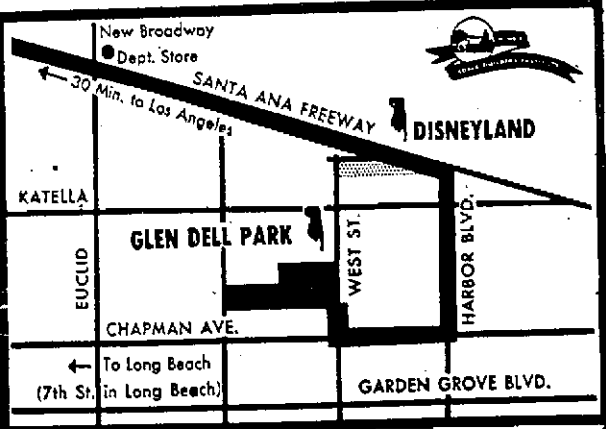 New Broadway
Dept. Store
← 30 Min. to Los Angeles
SANTA ANA FREEWAY
DISNEYLAND
KATELLA
GLEN DELL PARK
WEST ST.
HARBOR BLVD.
EUCLID
CHAPMAN AVE.
← To Long Beach
(7th St. in Long Beach)
GARDEN GROVE BLVD.